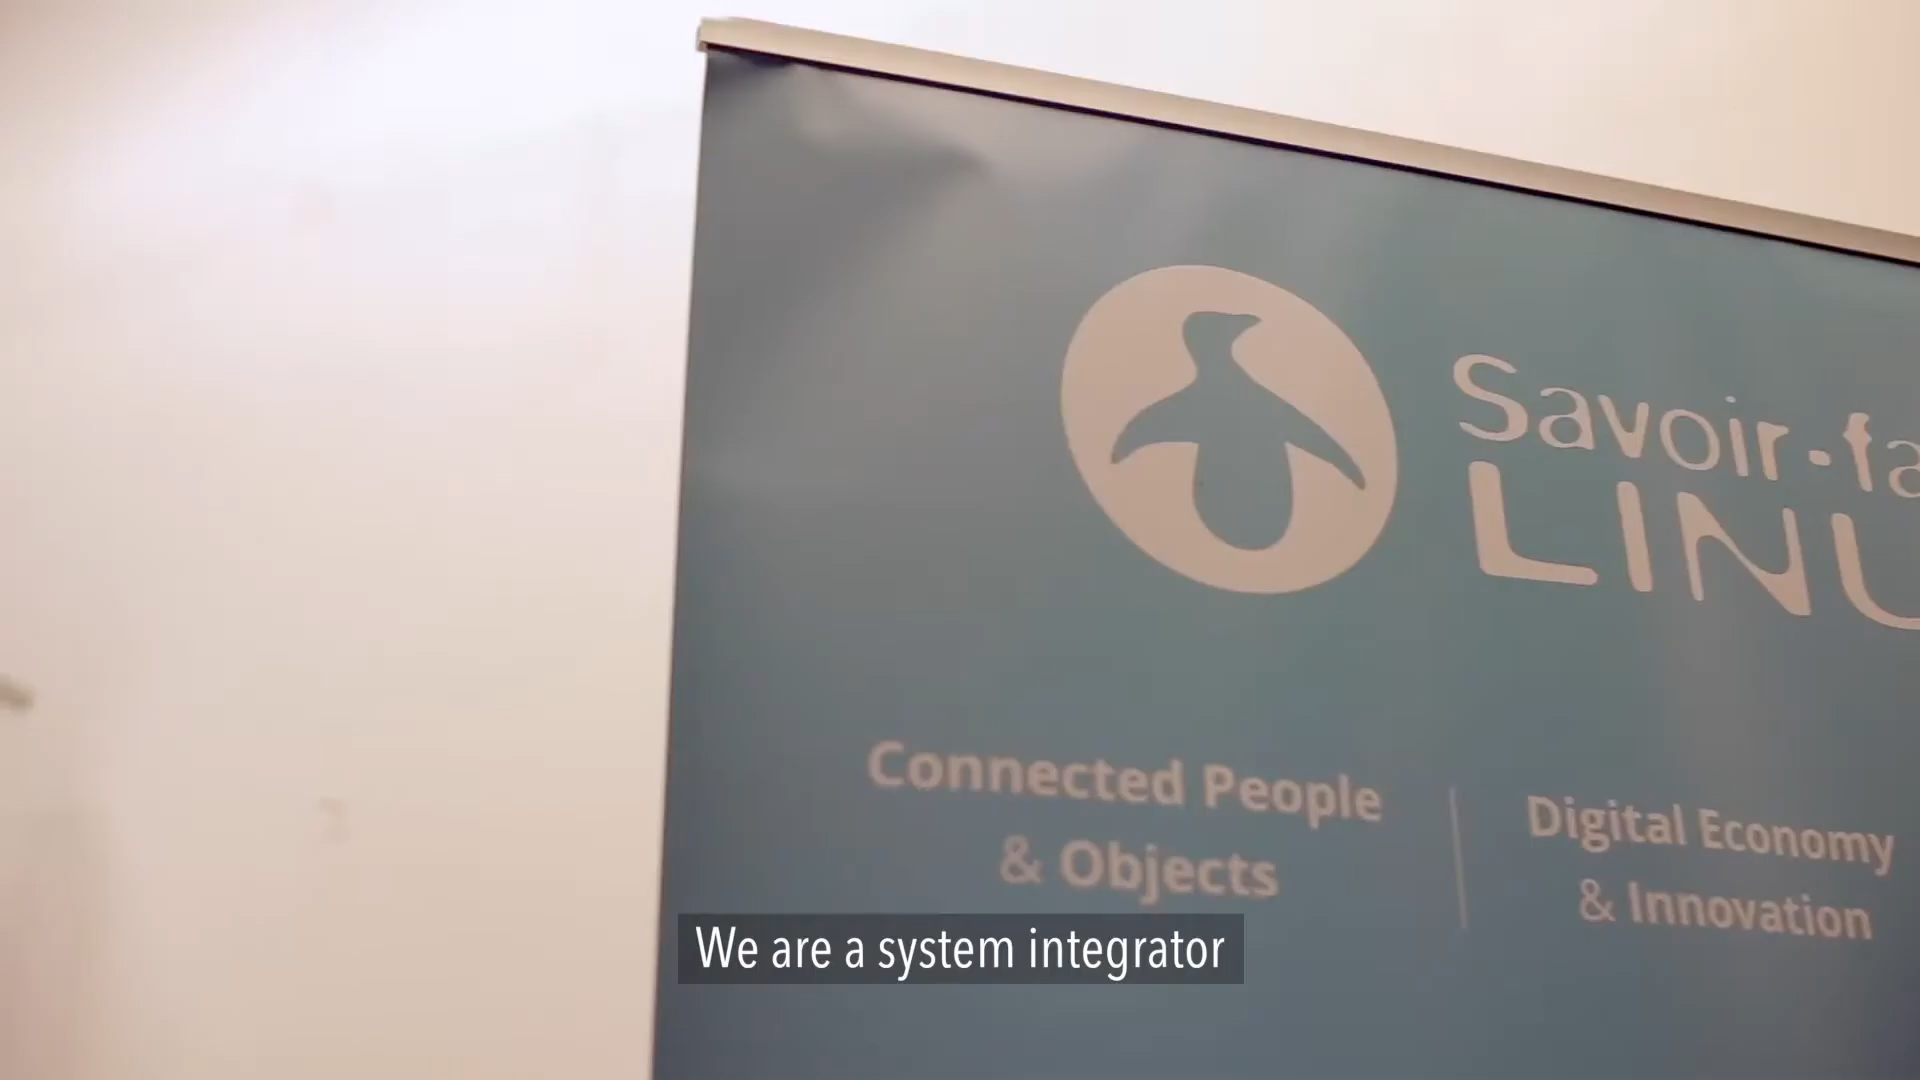 Savoir-fa
LINU
Connected People
& Objects
Digital Economy
& Innovation
We are a system integrator